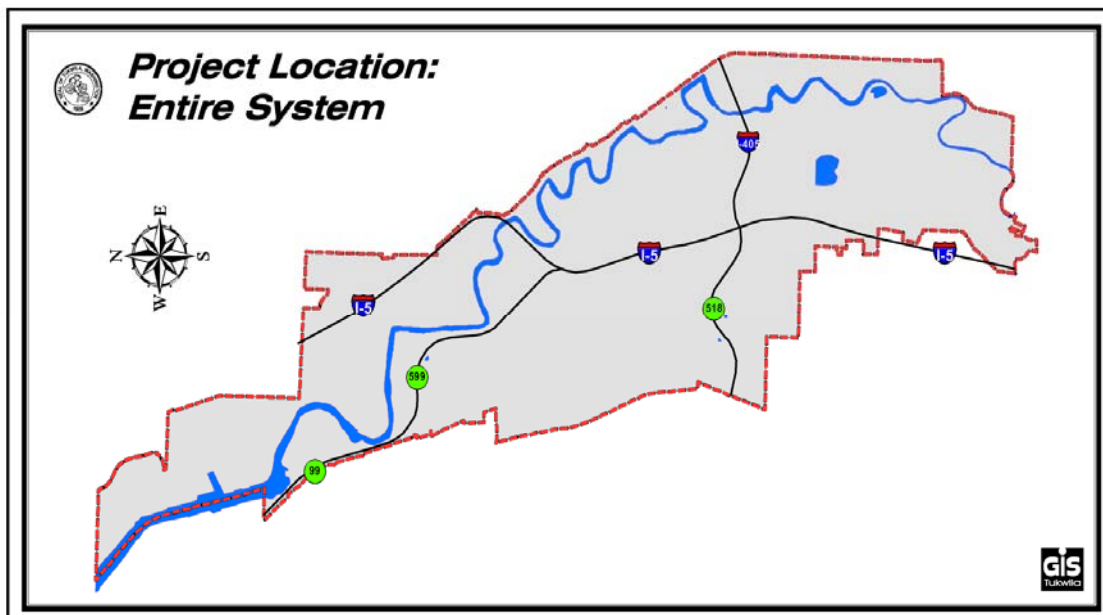 Project Location:
Entire System
I-405
E
N
S
W
I-5
I-5
I-5
518
599
99
GIS
Tukwila